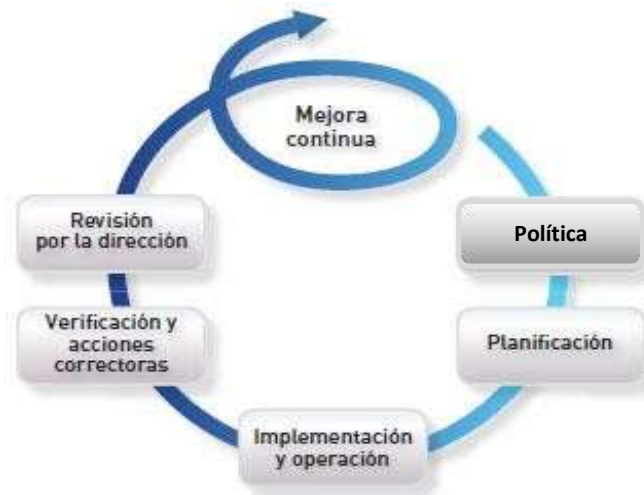 Mejora
continua
Política
Planificación
Implementación
y operación
Verificación y
acciones
correctoras
Revisión
por la dirección